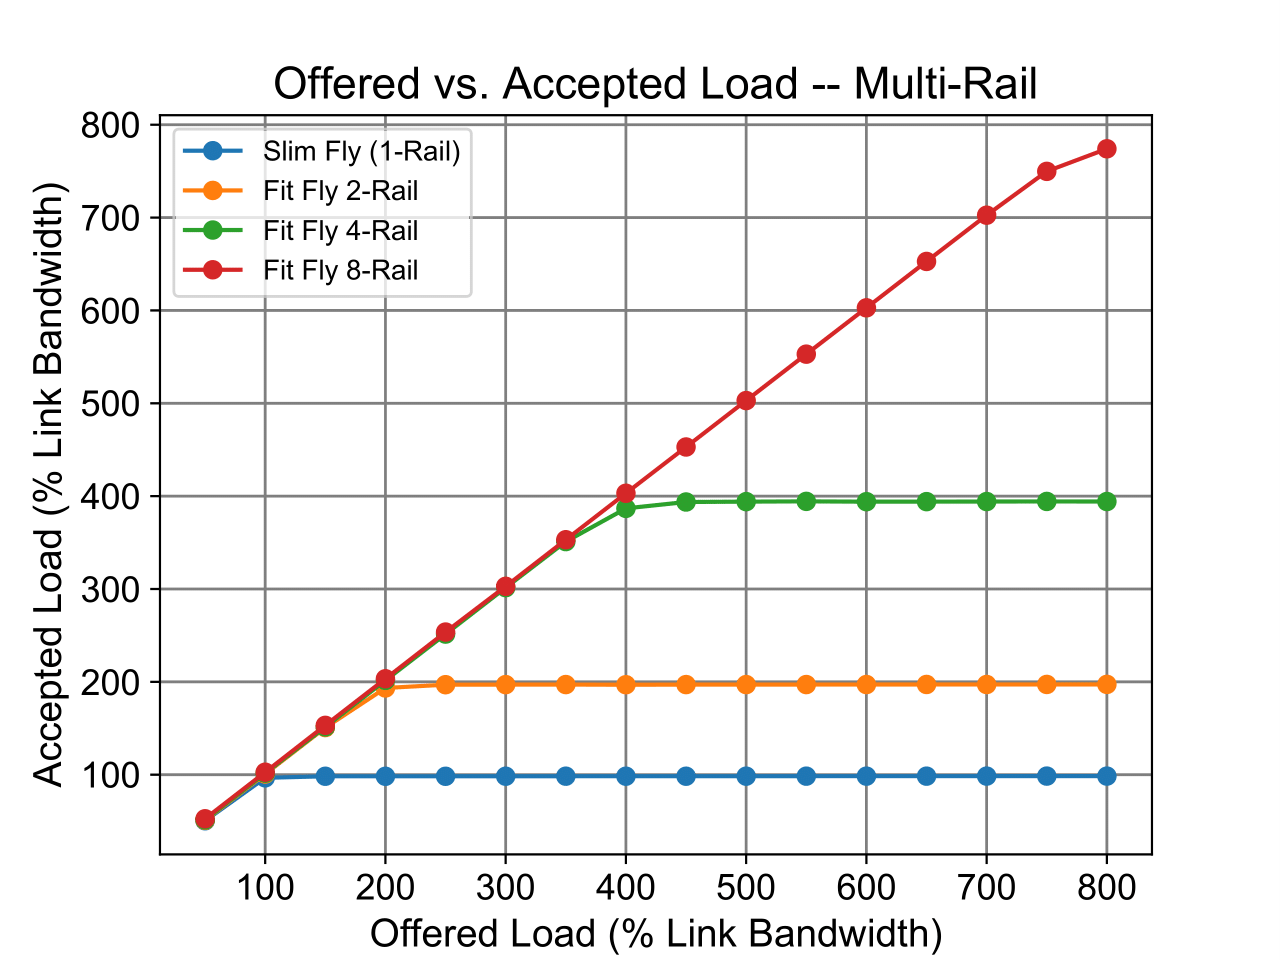 Offered vs. Accepted Load -- Multi-Rail
Slim Fly (1-Rail)
Fit Fly 2-Rail
Fit Fly 4-Rail
Fit Fly 8-Rail
Accepted Load (% Link Bandwidth)
800
700
600
500
400
300
200
100
100 200 300 400 500 600 700 800
Offered Load (% Link Bandwidth)